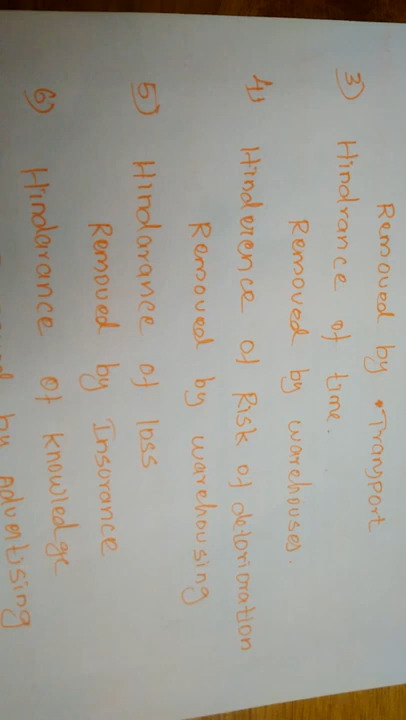 Removed by • Transport
3) Hindrance of time.
Removed by warehouses.
4) Hinderence of Risk of detorioration
Removed by warehousing
5) Hindarance of loss
Removed by Insurance
6) Hindarance of knowledge
by Advertising